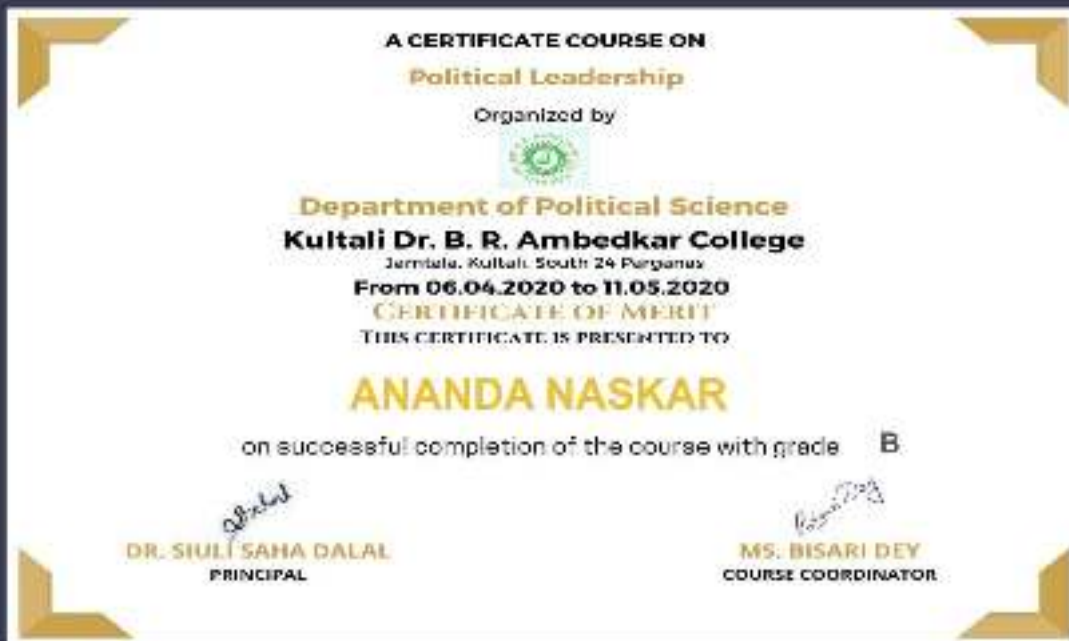 A CERTIFICATE COURSE ON
Political Leadership
Organized by
Department of Political Science
Kultali Dr. B. R. Ambedkar College
Jamtala, Kultali, South 24 Parganas
From 06.04.2020 to 11.05.2020
CERTIFICATE OF MERIT
THIS CERTIFICATE IS PRESENTED TO
ANANDA NASKAR
on successful completion of the course with grade B
DR. SIULI SAHA DALAL
PRINCIPAL
MS. BISARI DEY
COURSE COORDINATOR